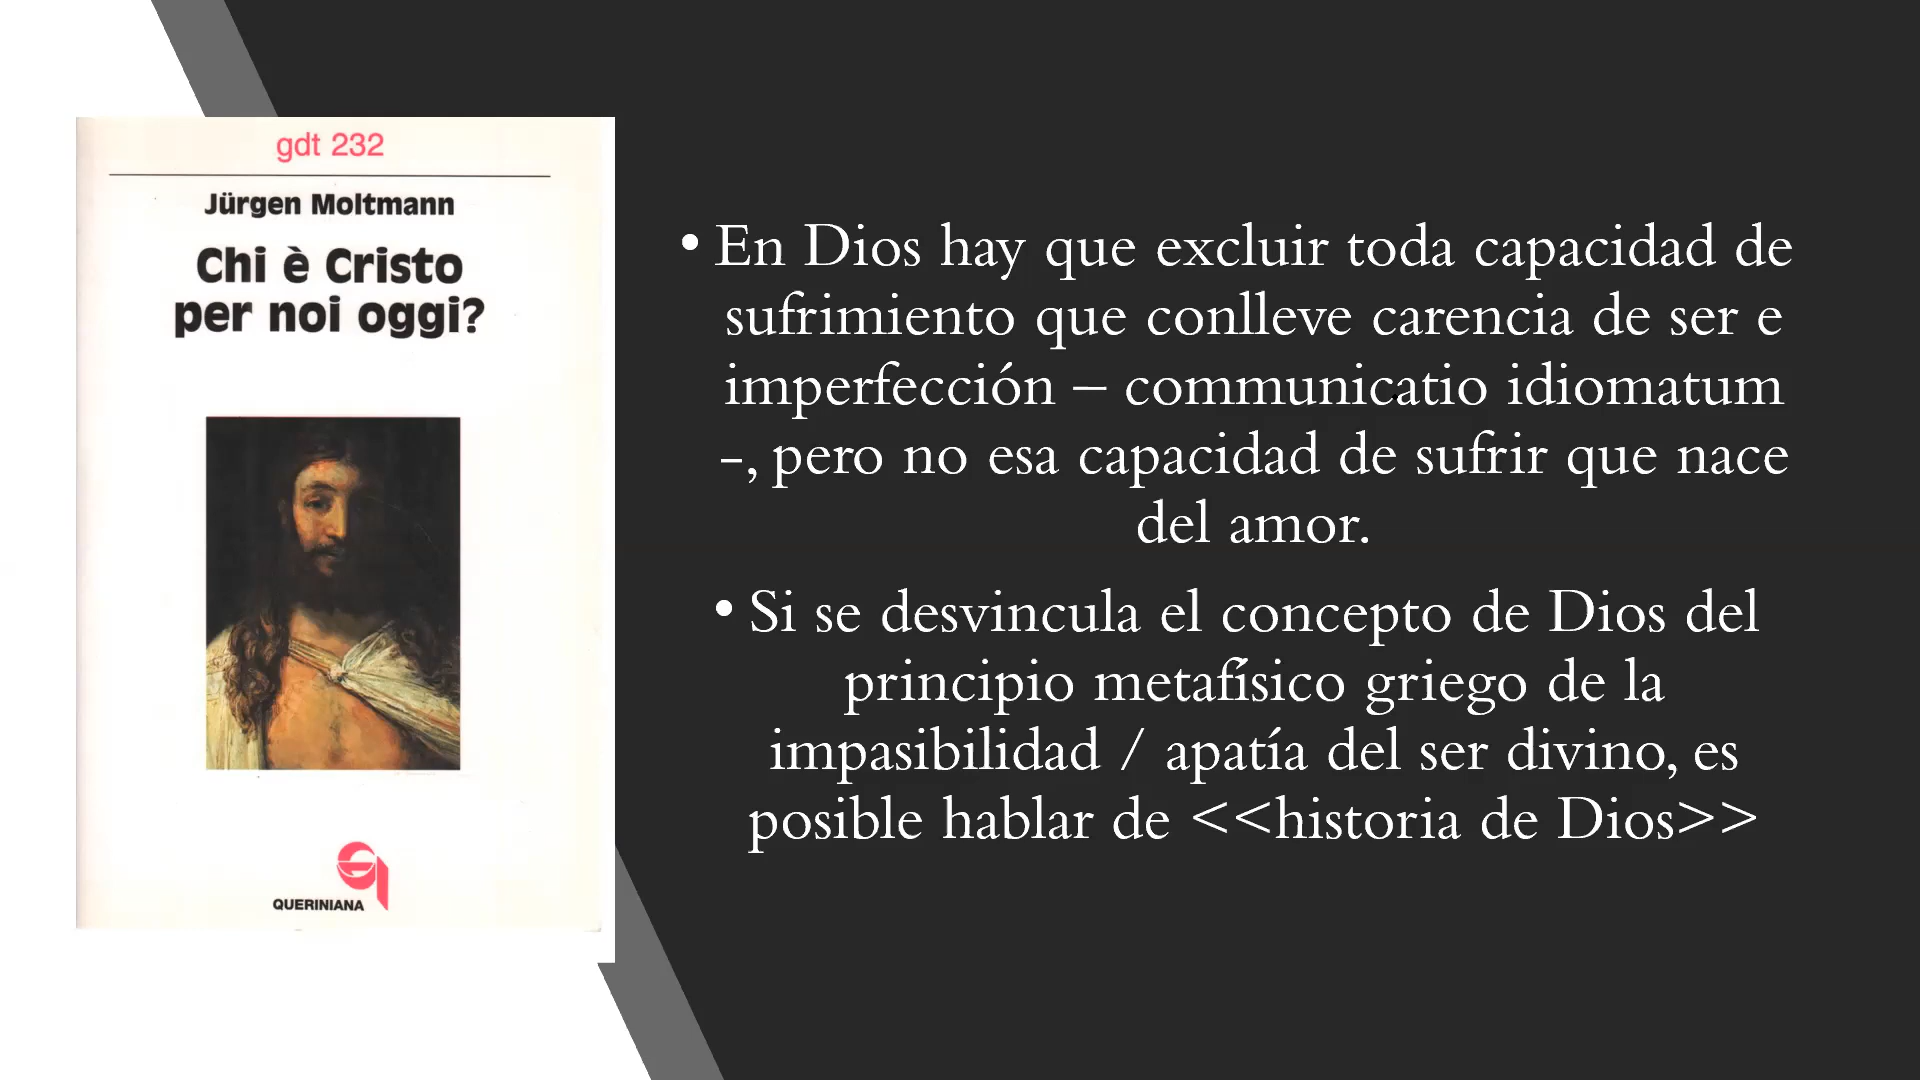 gdt 232
Jürgen Moltmann
Chi è Cristo
per noi oggi?
QUERINIANA
• En Dios hay que excluir toda capacidad de
sufrimiento que conlleve carencia de ser e
imperfección – communicatio idiomatum
-, pero no esa capacidad de sufrir que nace
del amor.
• Si se desvincula el concepto de Dios del
principio metafísico griego de la
impasibilidad / apatía del ser divino, es
posible hablar de <<historia de Dios>>